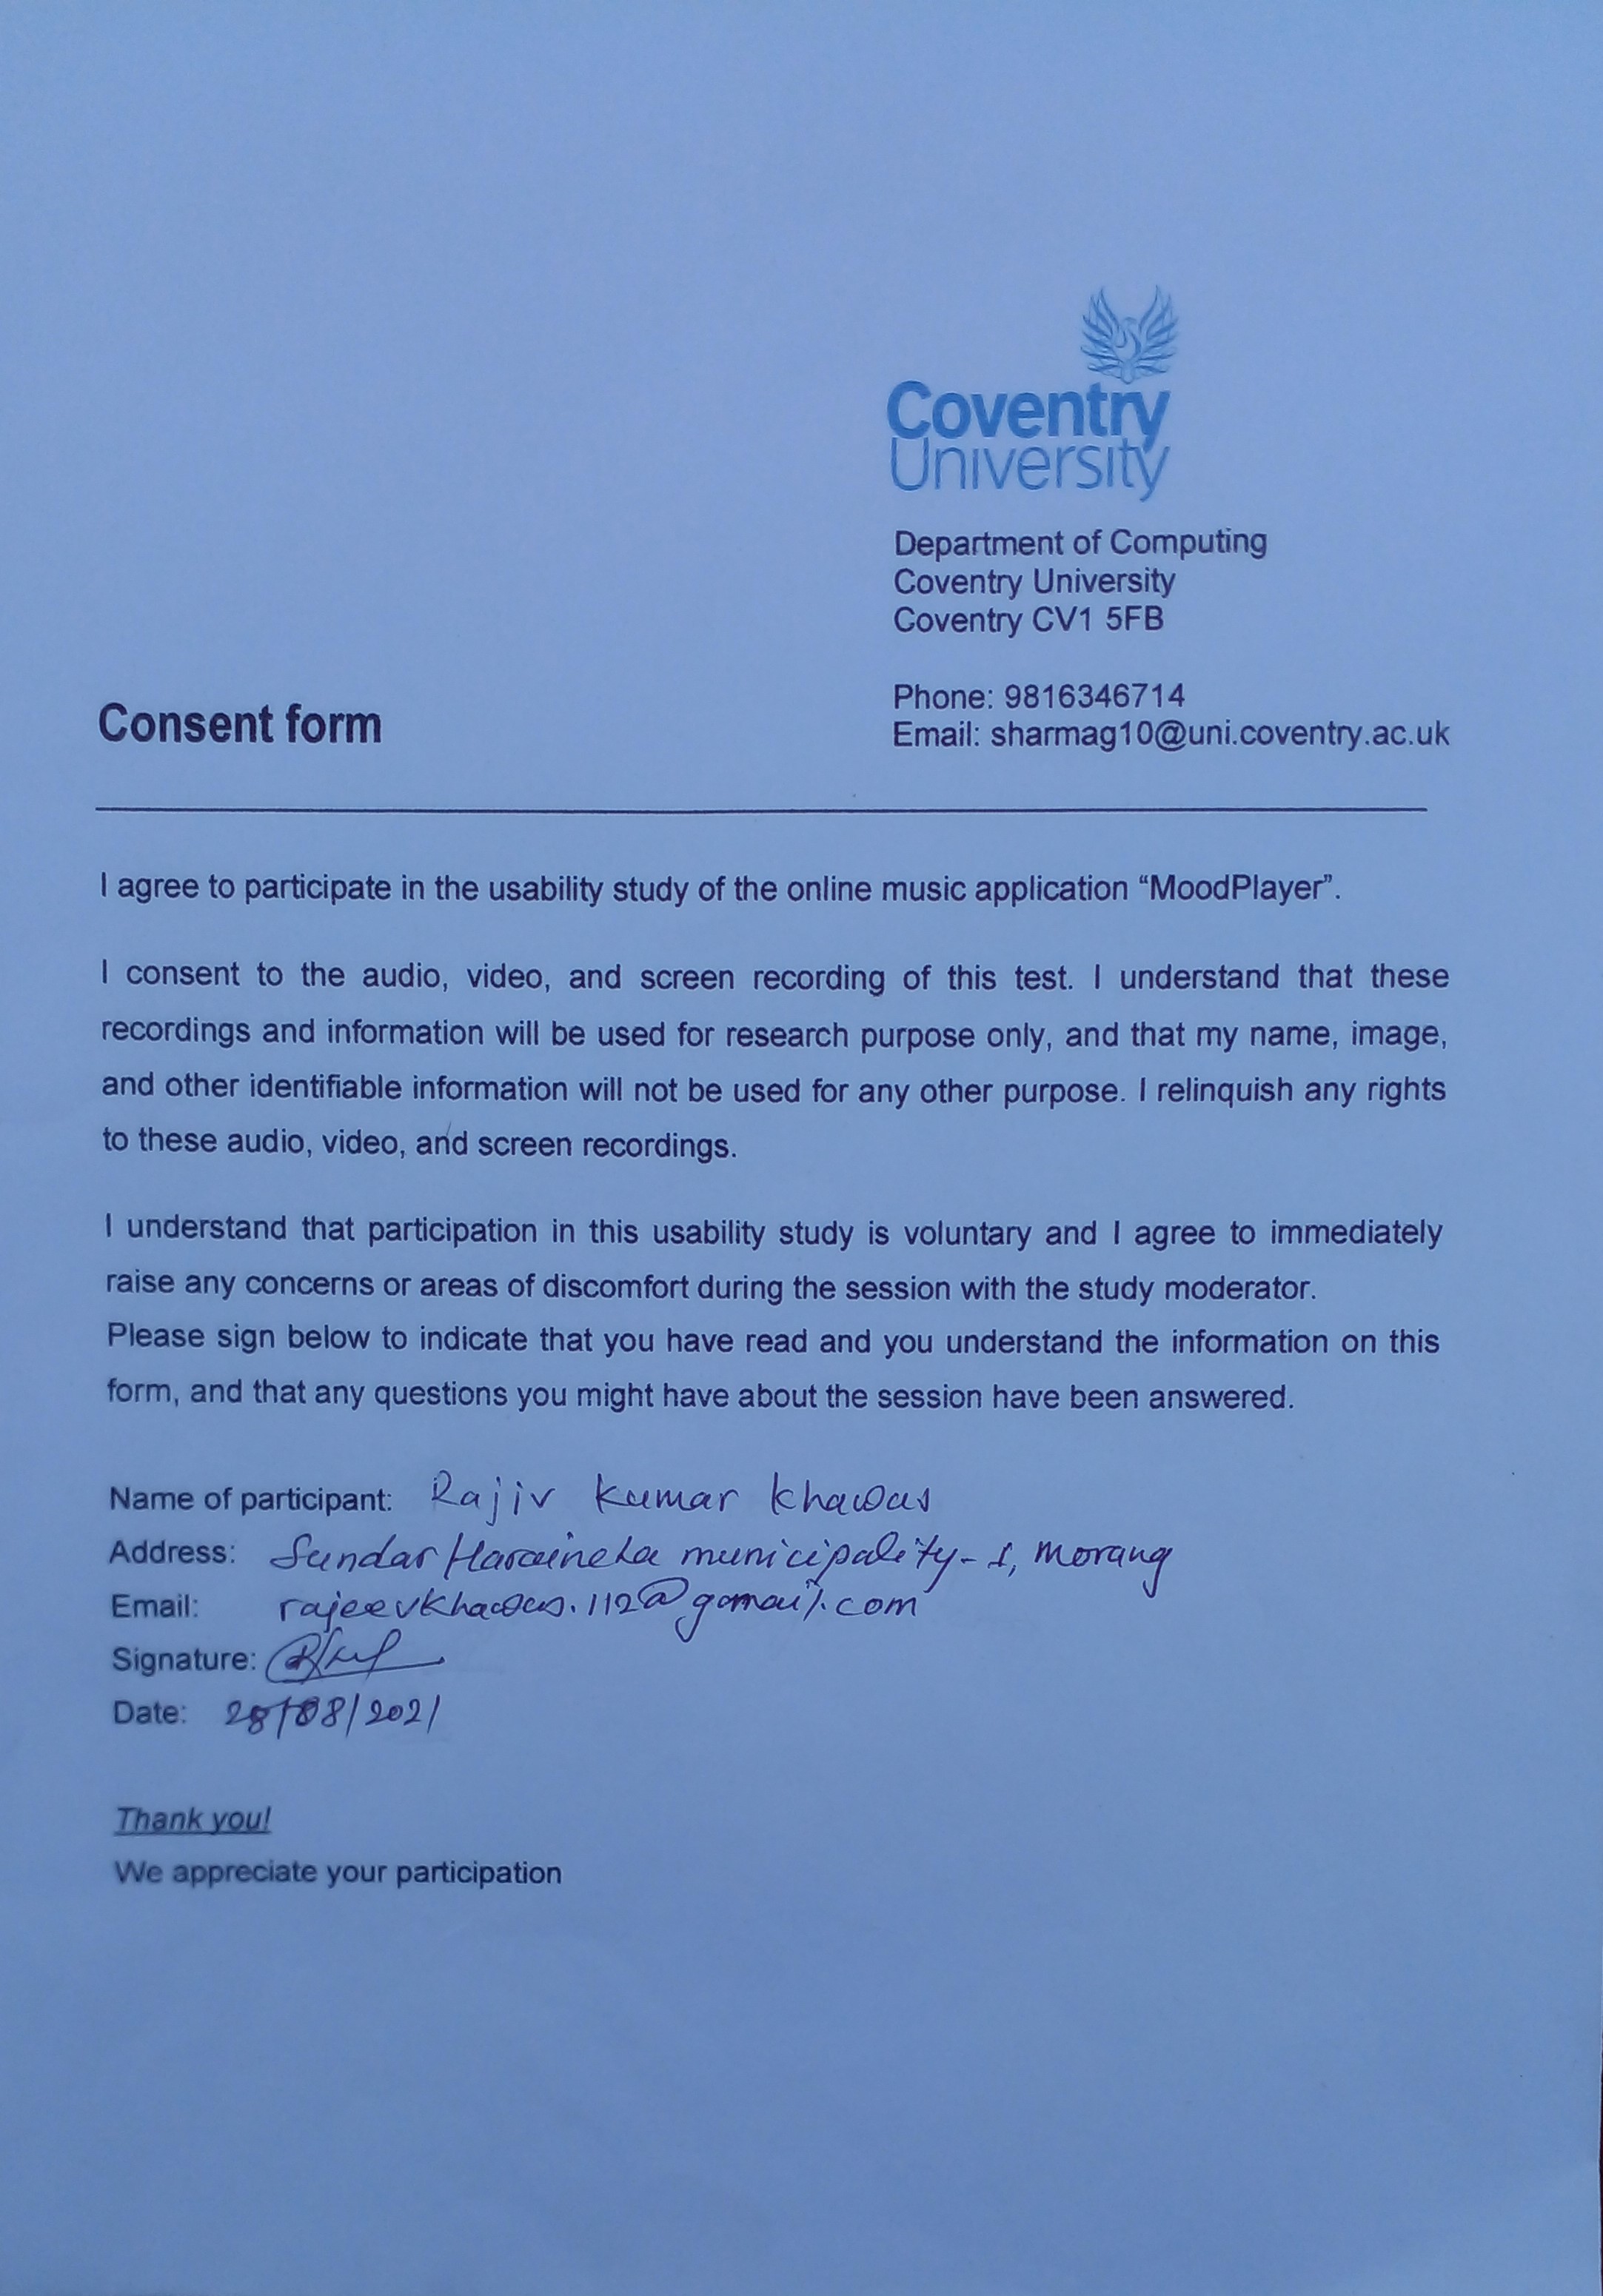 Coventry
University
Department of Computing
Coventry University
Coventry CV1 5FB
Phone: 9816346714
Consent form
Email: sharmag10@uni.coventry.ac.uk
I agree to participate in the usability study of the online music application “MoodPlayer”.
I consent to the audio, video, and screen recording of this test. I understand that these
recordings and information will be used for research purpose only, and that my name, image,
and other identifiable information will not be used for any other purpose. I relinquish any rights
to these audio, video, and screen recordings.
I understand that participation in this usability study is voluntary and I agree to immediately
raise any concerns or areas of discomfort during the session with the study moderator.
Please sign below to indicate that you have read and you understand the information on this
form, and that any questions you might have about the session have been answered.
Name of participant: Rajiv Kumar Khawas
Address: Sundar Haraincha municipality-1, Morang
Email: rajeevkhawas.112@gmail.com
Signature:
Date: 28/08/2021
Thank you!
We appreciate your participation